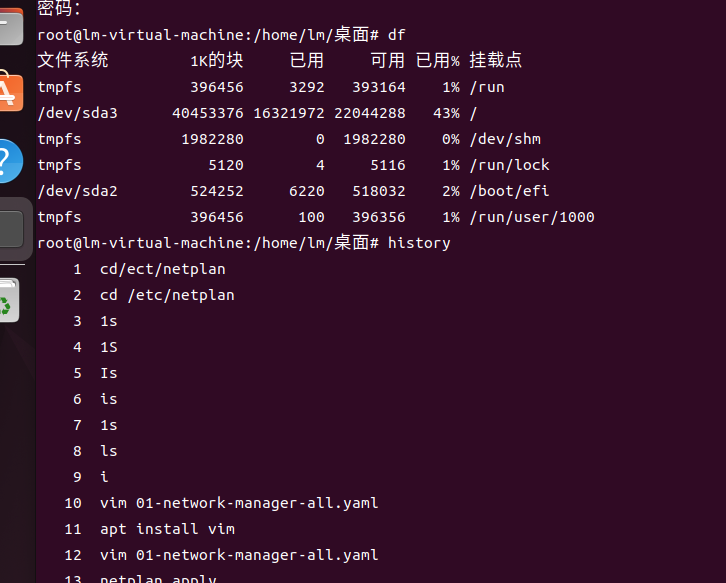 密码：
root@lm-virtual-machine:/home/lm/桌面# df
文件系统 1K的块 已用 可用 已用% 挂载点
tmpfs 396456 3292 393164 1% /run
/dev/sda3 40453376 16321972 22044288 43% /
tmpfs 1982280 0 1982280 0% /dev/shm
tmpfs 5120 4 5116 1% /run/lock
/dev/sda2 524252 6220 518032 2% /boot/efi
tmpfs 396456 100 396356 1% /run/user/1000
root@lm-virtual-machine:/home/lm/桌面# history
1 cd/ect/netplan
2 cd /etc/netplan
3 1s
4 1S
5 Is
6 is
7 1s
8 ls
9 i
10 vim 01-network-manager-all.yaml
11 apt install vim
12 vim 01-network-manager-all.yaml
13 netplan apply